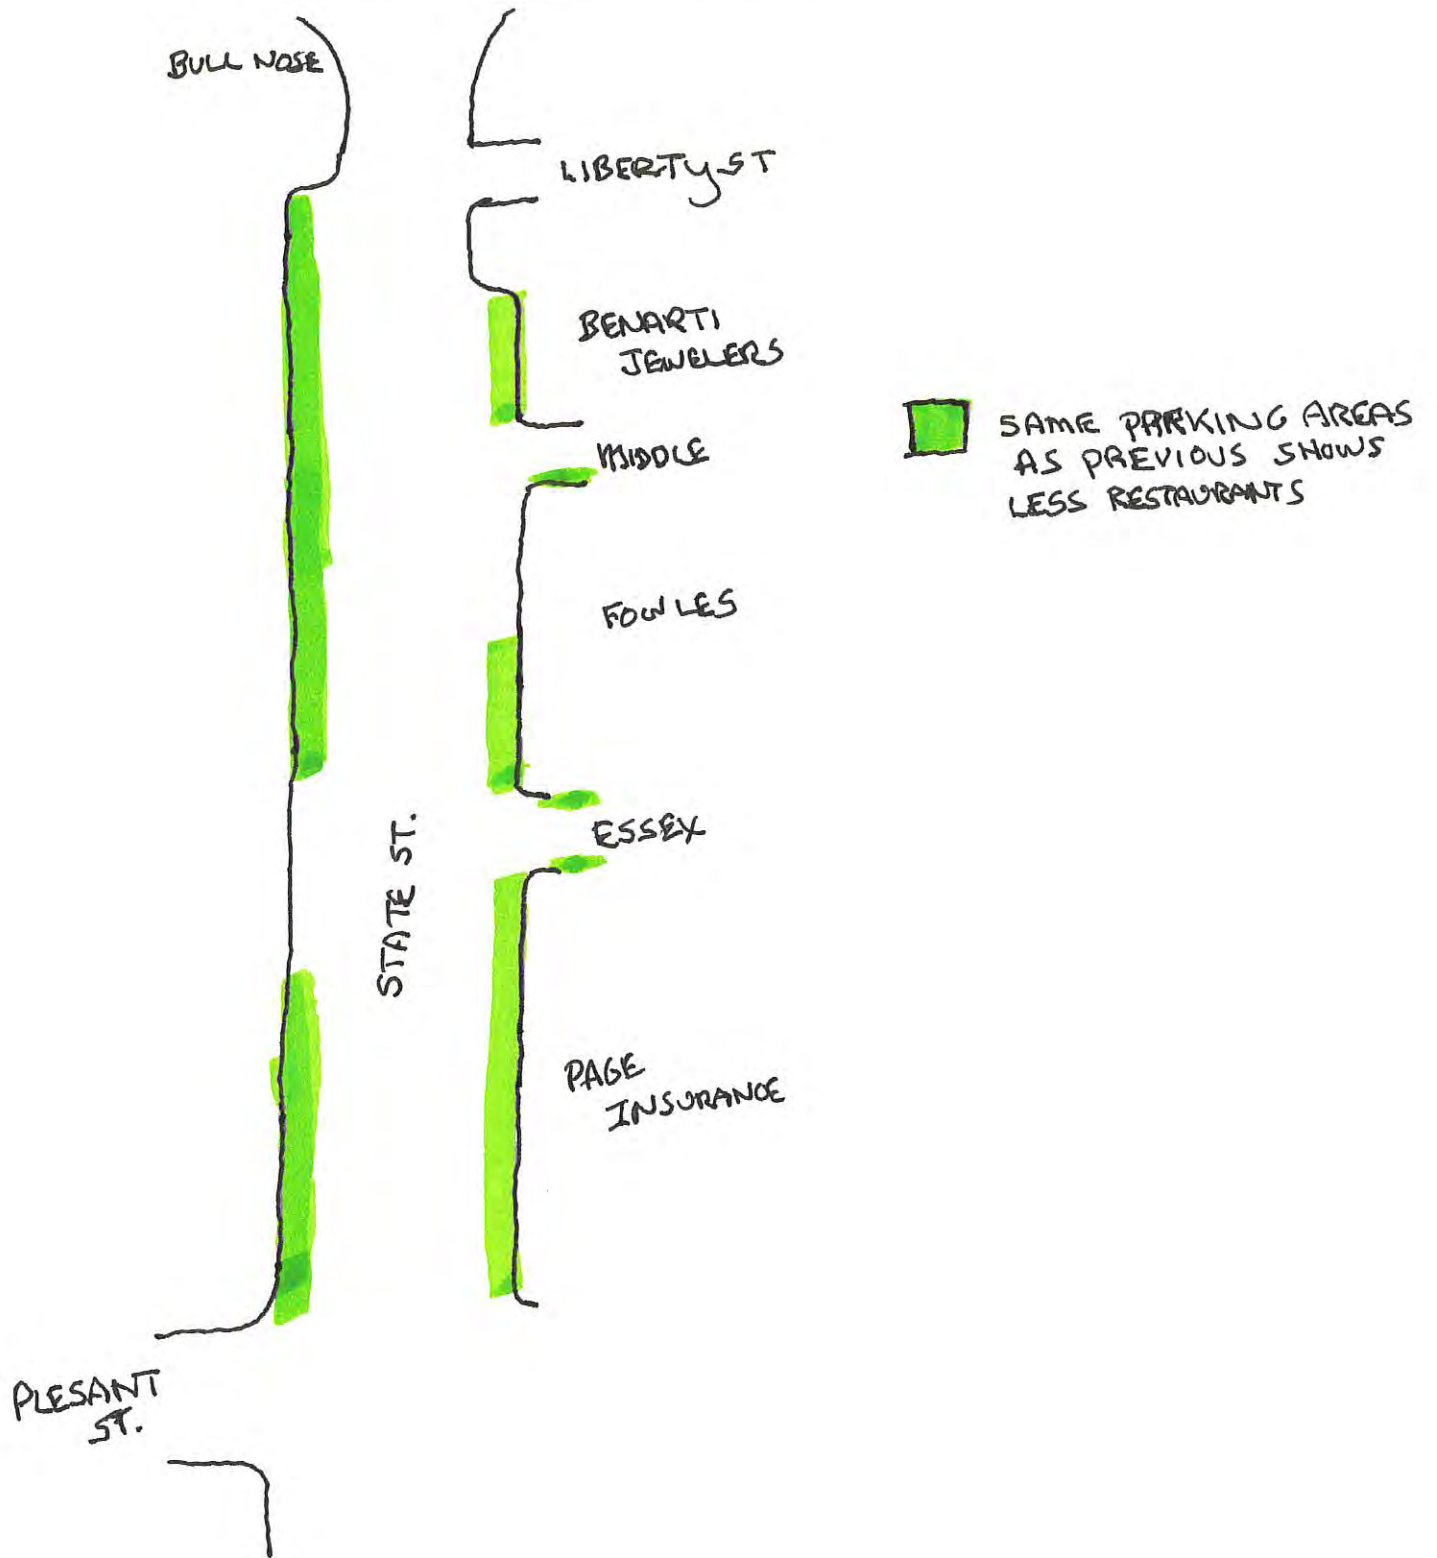 BULL NOSE
LIBERTY ST
BENARTI
JEWELERS
MIDDLE
SAME PARKING AREAS
AS PREVIOUS SHOWS
LESS RESTAURANTS
FOWLES
ESSEX
STATE ST.
PAGE
INSURANCE
PLESANT
ST.